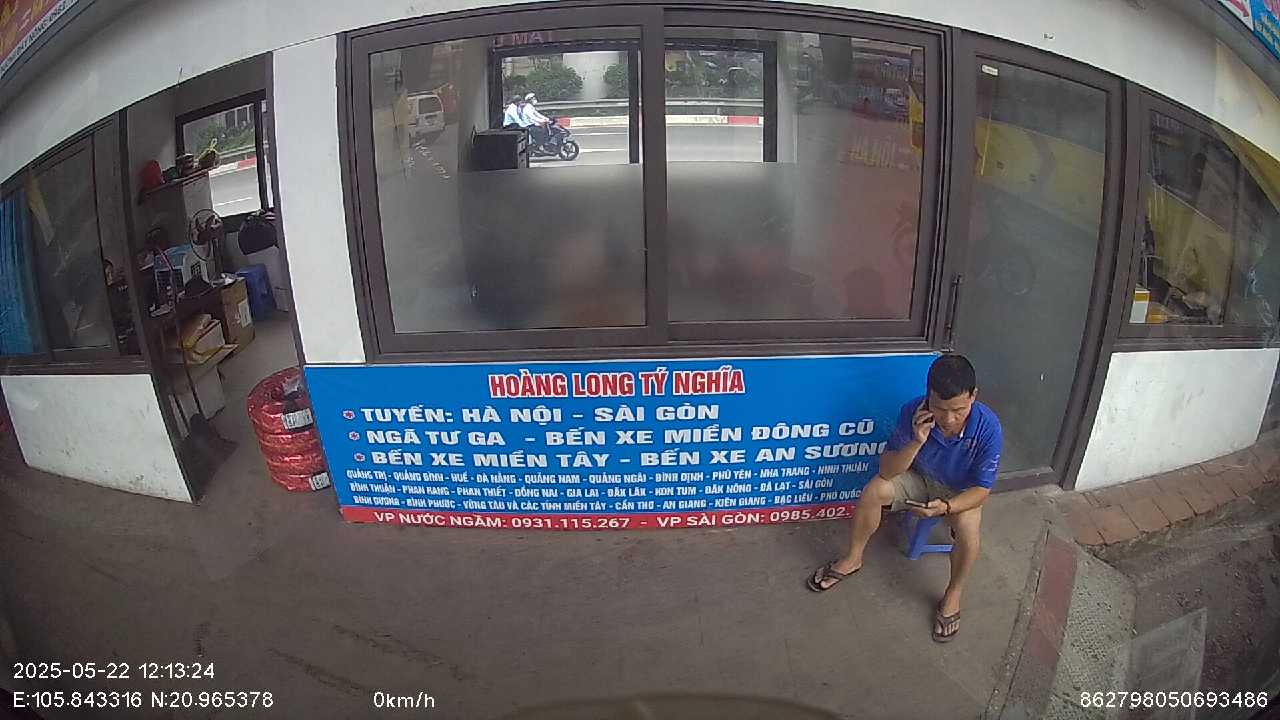 HOÀNG LONG TÝ NGHĨA
TUYẾN: HÀ NỘI - SÀI GÒN
NGÃ TƯ GA - BẾN XE MIỀN ĐÔNG CŨ
BẾN XE MIỀN TÂY - BẾN XE AN SƯƠNG
QUẢNG TRỊ - QUẢNG BÌNH - HUẾ - ĐÀ NẴNG - QUẢNG NAM - QUẢNG NGÃI - BÌNH ĐỊNH - PHÚ YÊN - NHA TRANG - NINH THUẬN
BÌNH THUẬN - PHAN RANG - PHAN THIẾT - ĐỒNG NAI - GIA LAI - ĐĂK LĂK - KON TUM - ĐĂK NÔNG - ĐÀ LẠT - SÀI GÒN
BÌNH DƯƠNG - BÌNH PHƯỚC - VŨNG TÀU VÀ CÁC TỈNH MIỀN TÂY - CẦN THƠ - AN GIANG - KIÊN GIANG - BẠC LIÊU - PHÚ QUỐC
VP NƯỚC NGẦM: 0931.115.267 - VP SÀI GÒN: 0985.402.
2025-05-22 12:13:24
E:105.843316 N:20.965378 0km/h 862798050693486